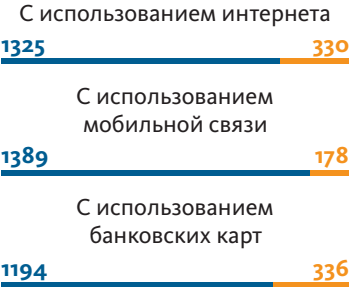 С использованием интернета
1325 330
С использованием
мобильной связи
1389 178
С использованием
банковских карт
1194 336